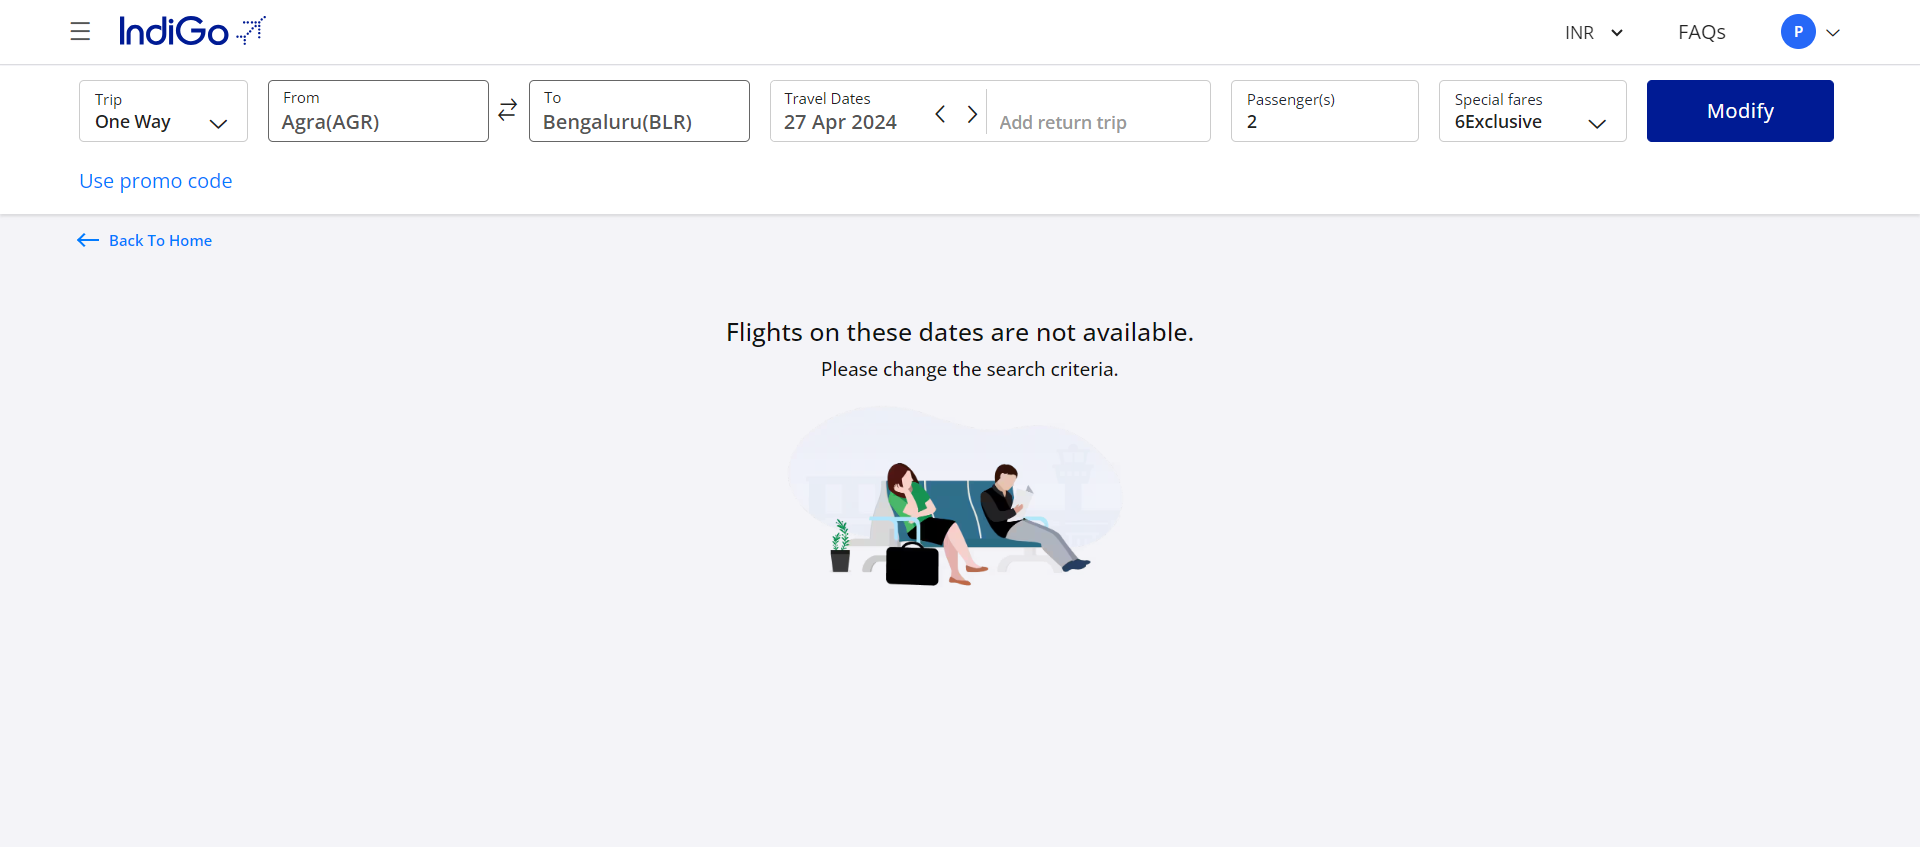 IndiGo
INR
FAQs
P
Trip
One Way
From
Agra(AGR)
To
Bengaluru(BLR)
Travel Dates
27 Apr 2024
Add return trip
Passenger(s)
2
Special fares
6Exclusive
Modify
Use promo code
Back To Home
Flights on these dates are not available.
Please change the search criteria.